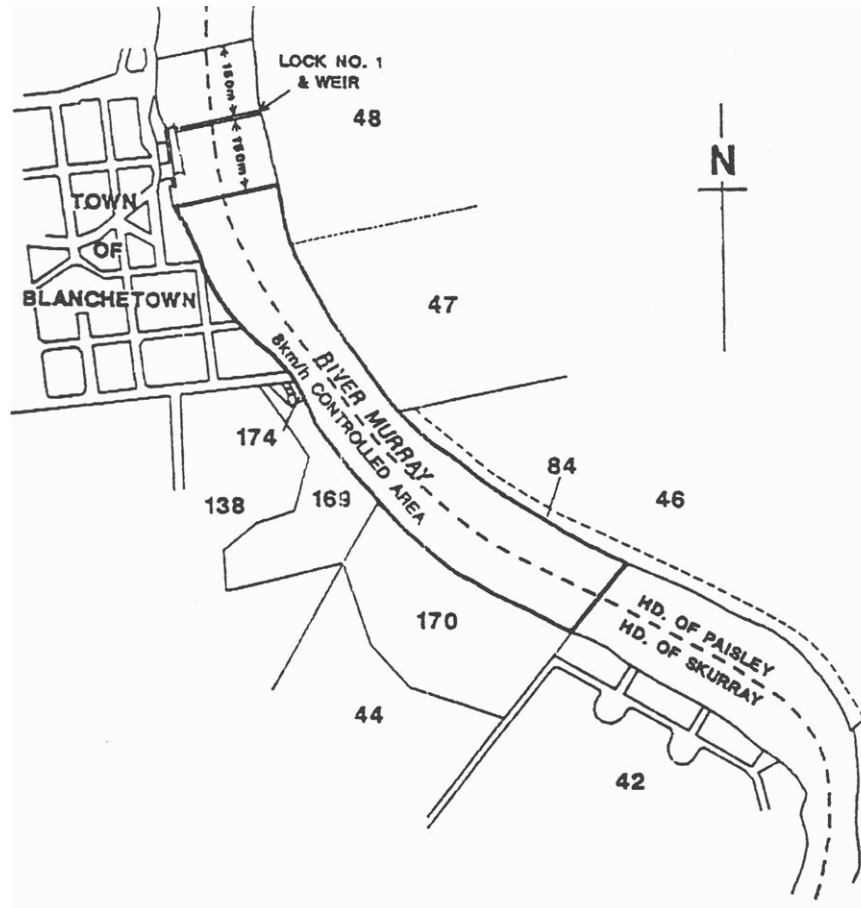 LOCK NO. 1
& WEIR
150m
150m
48
N
TOWN
OF
BLANCHETOWN
47
RIVER MURRAY
8km/h CONTROLLED AREA
174
84
46
138
169
170
HD. OF PAISLEY
HD. OF SKURRAY
44
42